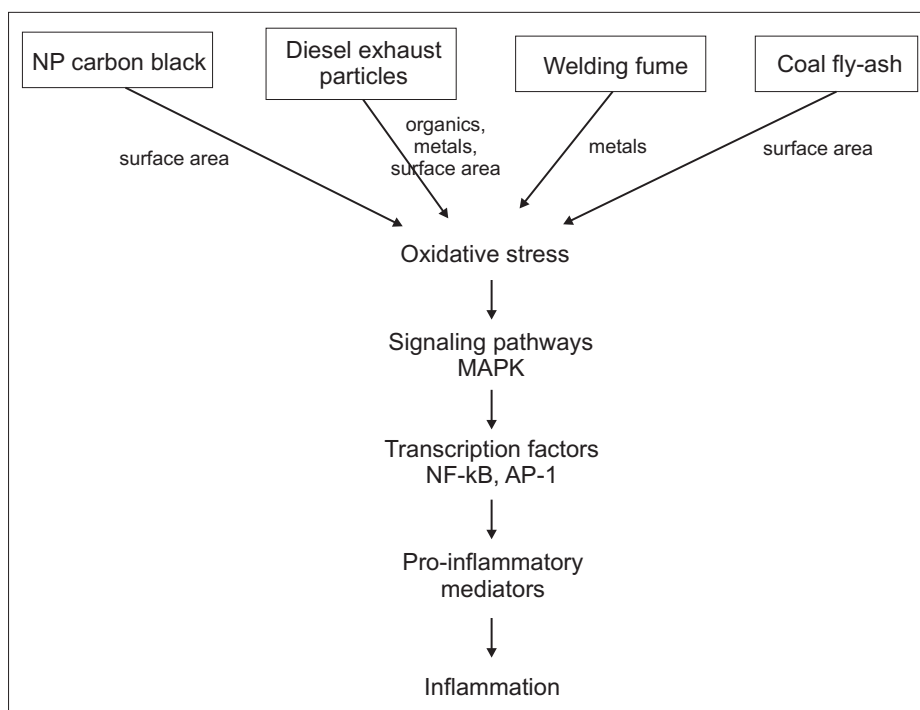 NP carbon black
Diesel exhaust
particles
Welding fume
Coal fly-ash
surface area
organics,
metals,
surface area
metals
surface area
Oxidative stress
Signaling pathways
MAPK
Transcription factors
NF-kB, AP-1
Pro-inflammatory
mediators
Inflammation